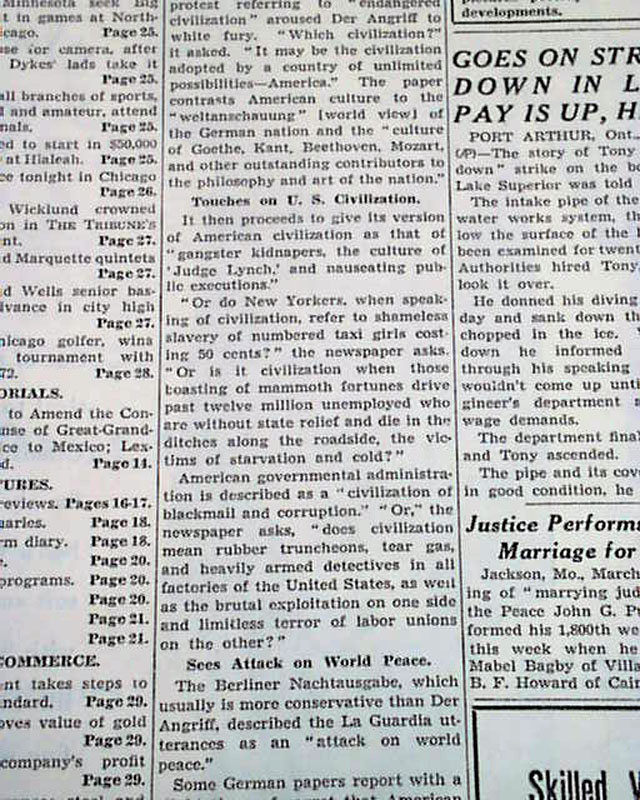 Minnesota seek Big
t in games at North-
icago. Page 25.
use for camera, after
Dykes' lads take it
Page 25.
all branches of sports,
l and amateur, attend
nals. Page 25.
ed to start in $50,000
at Hialeah. Page 25.
ce tonight in Chicago
Page 26.
Wicklund crowned
on in THE TRIBUNE'S
nt. Page 27.
d Marquette quintets
Page 27.
d Wells senior bas-
ivance in city high
Page 27.
hicago golfer, wins
tournament with
72. Page 28.
ORIALS.
to Amend the Con-
nse of Great-Grand-
ce to Mexico; Lex-
d. Page 14.
URES.
reviews. Pages 16-17.
uaries. Page 18.
rm diary. Page 18.
e. Page 20.
programs. Page 20.
Page 20.
Page 21.
Page 21.
COMMERCE.
nt takes steps to
andard. Page 29.
oves value of gold
Page 29.
company's profit
Page 29.
protest referring to "endangered
civilization" aroused Der Angriff to
white fury. "Which civilization?"
it asked. "It may be the civilization
adopted by a country of unlimited
possibilities—America." The paper
contrasts American culture to the
"weltanschauung" [world view] of
the German nation and the "culture
of Goethe, Kant, Beethoven, Mozart,
and other outstanding contributors to
the philosophy and art of the nation."
Touches on U. S. Civilization.
It then proceeds to give its version
of American civilization as that of
"gangster kidnapers, the culture of
'Judge Lynch,' and nauseating pub-
lic executions."
"Or do New Yorkers, when speak-
ing of civilization, refer to shameless
slavery of numbered taxi girls cost-
ing 50 cents?" the newspaper asks.
"Or is it civilization when those
boasting of mammoth fortunes drive
past twelve million unemployed who
are without state relief and die in the
ditches along the roadside, the vic-
tims of starvation and cold?"
American governmental administra-
tion is described as a "civilization of
blackmail and corruption." "Or," the
newspaper asks, "does civilization
mean rubber truncheons, tear gas,
and heavily armed detectives in all
factories of the United States, as well
as the brutal exploitation on one side
and limitless terror of labor unions
on the other?"
Sees Attack on World Peace.
The Berliner Nachtausgabe, which
usually is more conservative than Der
Angriff, described the La Guardia ut-
terances as an "attack on world
peace."
Some German papers report with a
developments.
GOES ON STR
DOWN IN L
PAY IS UP, H
PORT ARTHUR, Ont.
(AP)—The story of Tony
down" strike on the bo
Lake Superior was told
The intake pipe of the
water works system, th
low the surface of the l
been examined for twent
Authorities hired Tony
look it over.
He donned his diving
day and sank down th
chopped in the ice.
down he informed
through his speaking
wouldn't come up unti
gineer's department a
wage demands.
The department final
and Tony ascended.
The pipe and its cov
in good condition, he
Justice Performs
Marriage for
Jackson, Mo., March
ing of "marrying jud
the Peace John G. P
formed his 1,800th we
this week when he
Mabel Bagby of Villa
B. F. Howard of Cair
Skilled